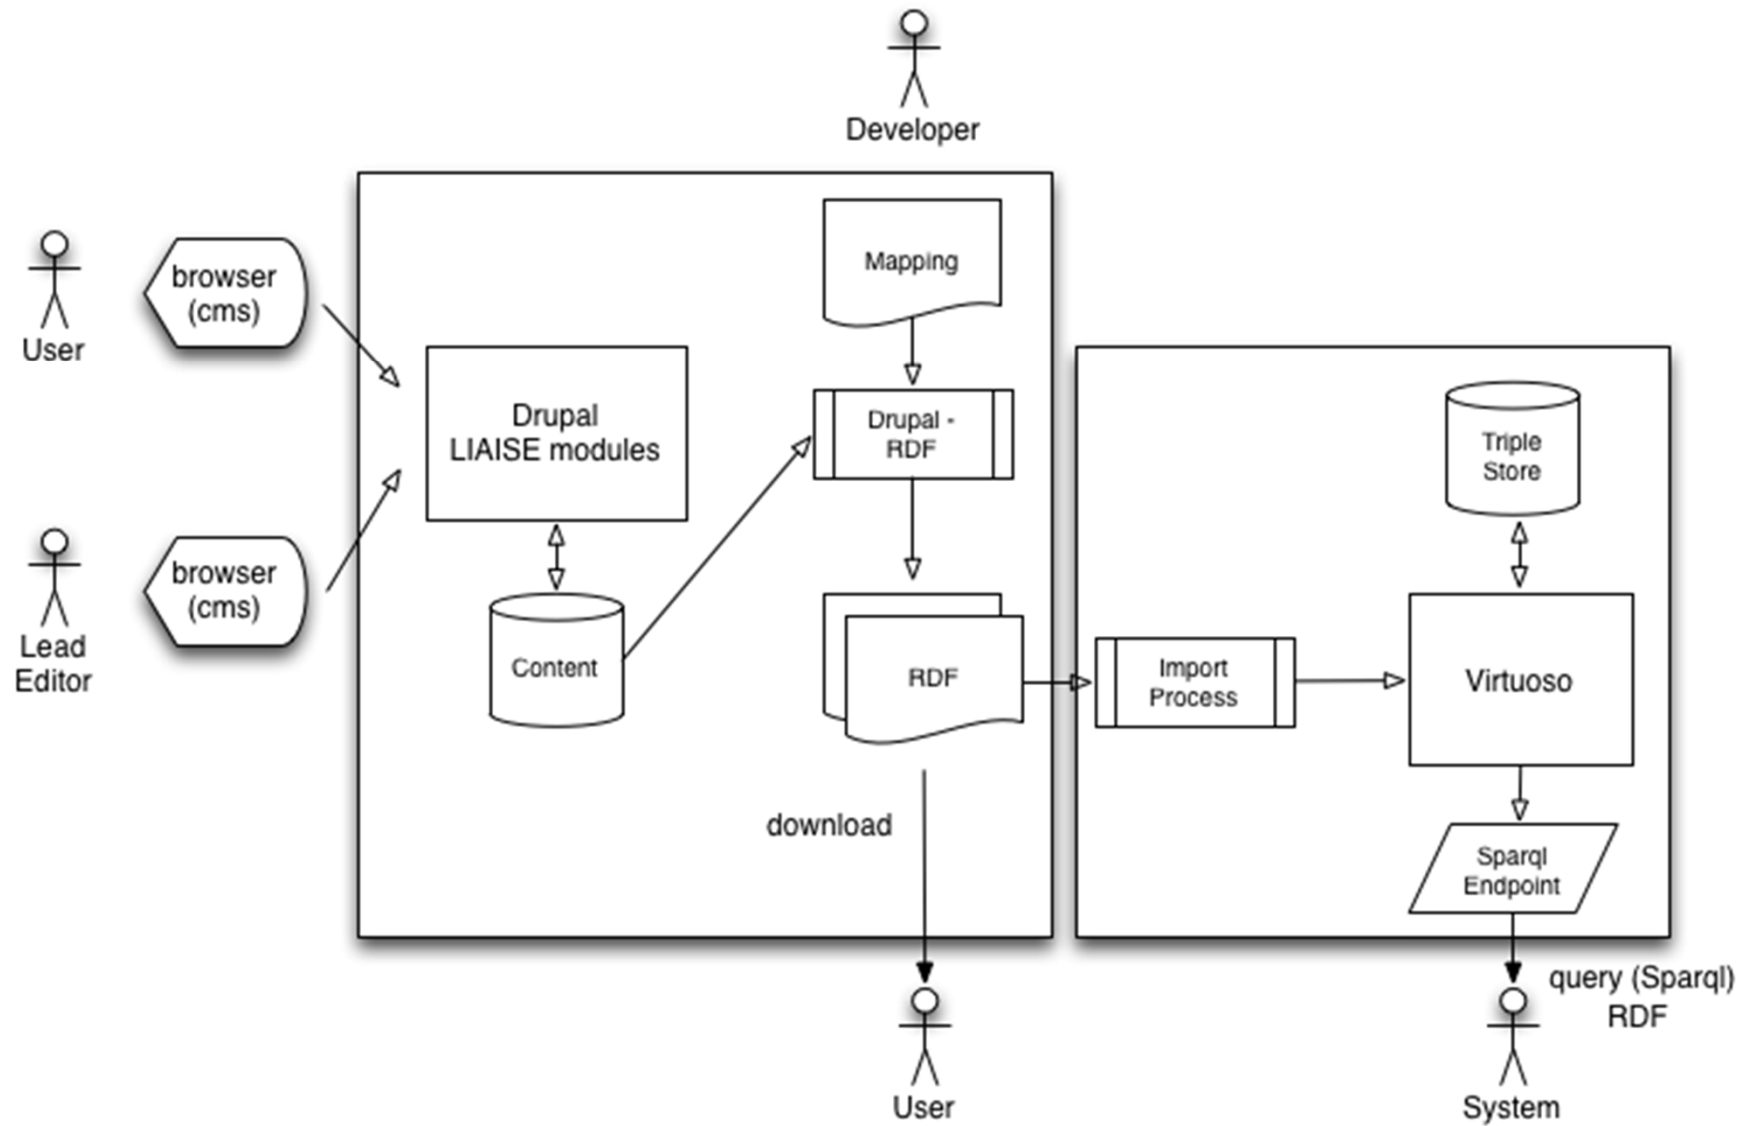 Developer
Mapping
browser
(cms)
User
Drupal
LIAISE modules
Drupal -
RDF
Triple
Store
browser
(cms)
Lead
Editor
Content
RDF
Import
Process
Virtuoso
download
Sparql
Endpoint
query (Sparql)
RDF
User
System